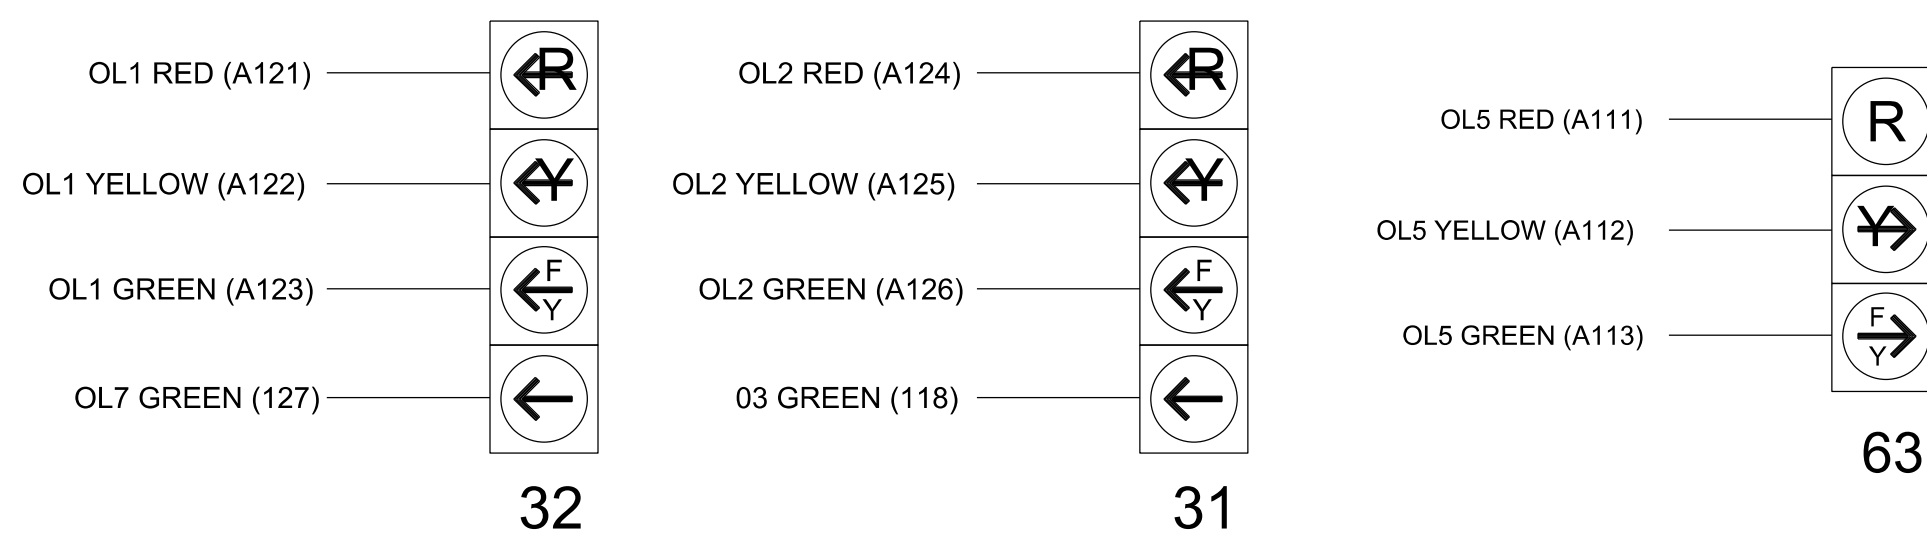 OL1 RED (A121)
R
OL1 YELLOW (A122)
Y
OL1 GREEN (A123)
F
Y
OL7 GREEN (127)
32
OL2 RED (A124)
R
OL2 YELLOW (A125)
Y
OL2 GREEN (A126)
F
Y
03 GREEN (118)
31
OL5 RED (A111)
R
OL5 YELLOW (A112)
Y
OL5 GREEN (A113)
F
Y
63